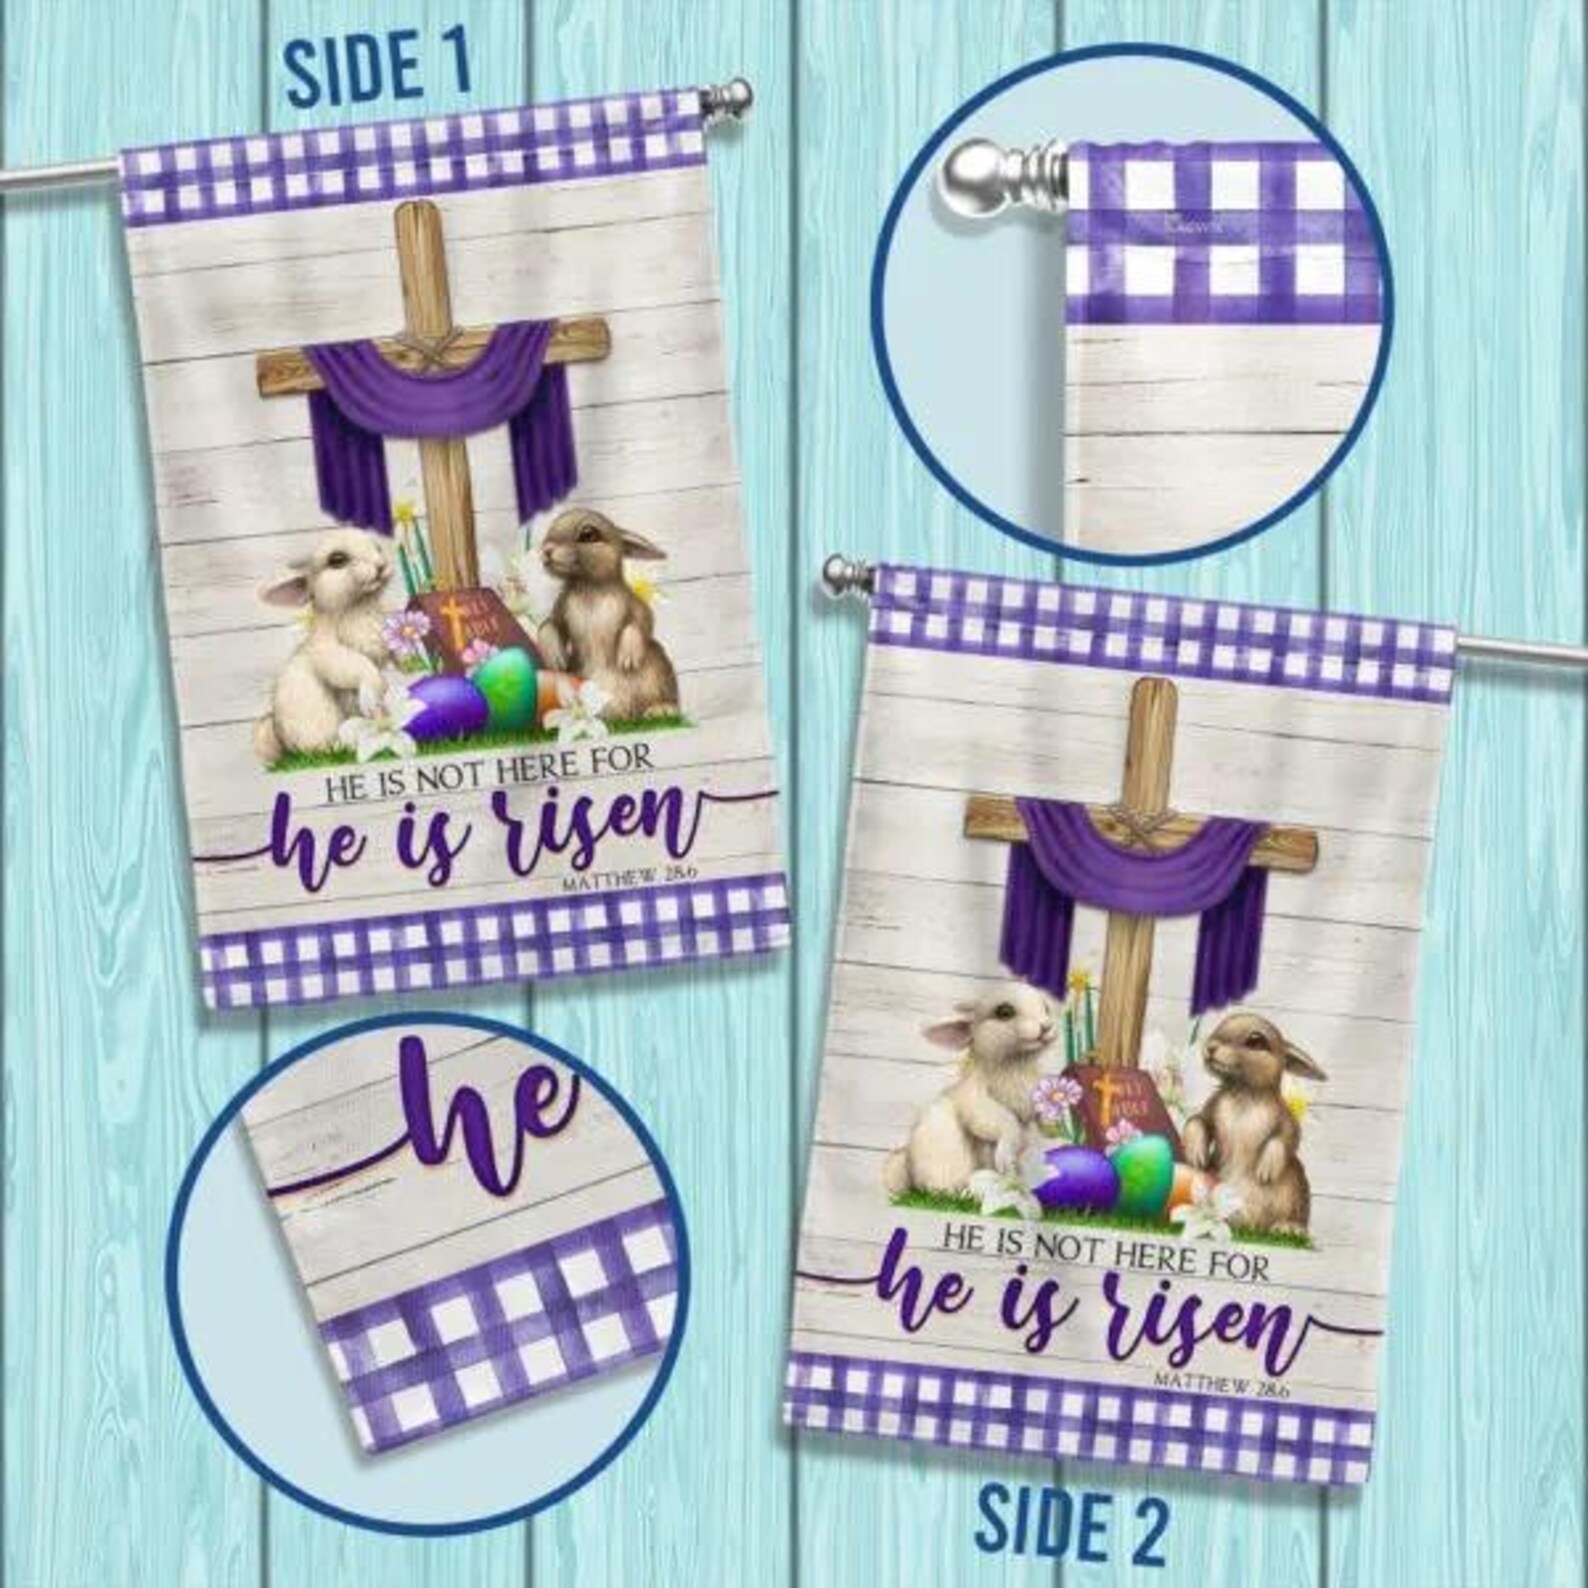 SIDE 1
HE IS NOT HERE FOR
he is risen
MATTHEW 28:6
he
HE IS NOT HERE FOR
he is risen
MATTHEW 28:6
SIDE 2